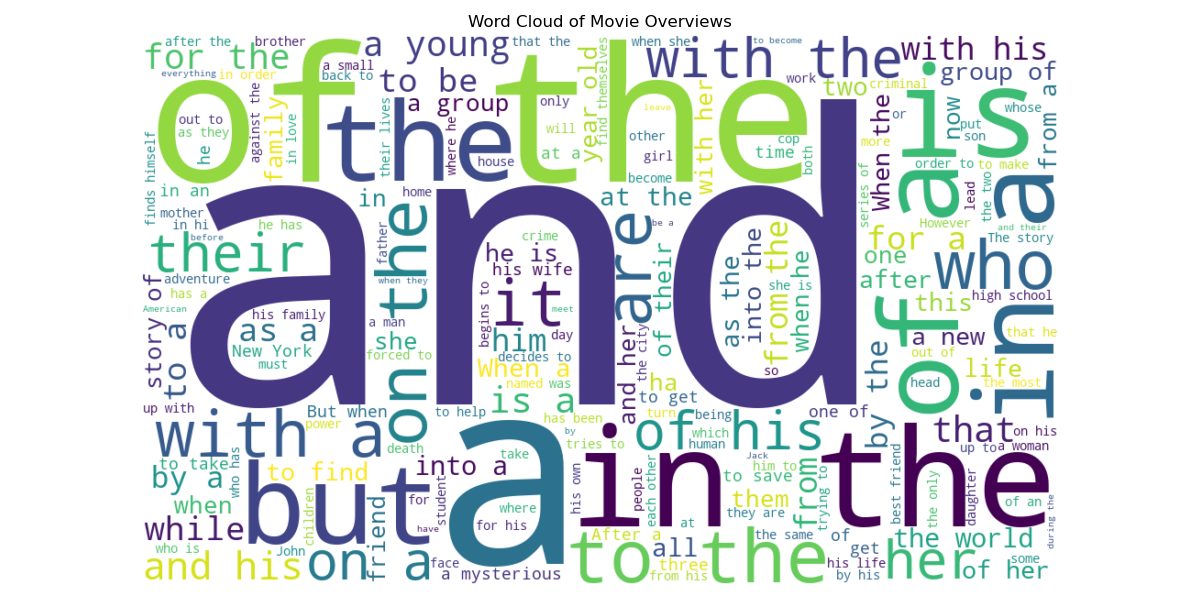 Word Cloud of Movie Overviews
after the
brother
a young
that the
when she
to become
for the
of the
with the
with his
everything
in order
a small
back to
to be
year old
find themselves
work
two
criminal
group of
a group
only
is
or
now
whose
from a
out to
as they
against the
family
in love
their lives
the
where he
house
will
at a
other
girl
with her
cop
time
both
more
When the
put
son
he
finds himself
in an
in
home
become
at the
order to
to make
lead
the two
a
in a
mother
in hi
he has
their
before
father
on the
and
crime
he is
his wife
it
are
be a
of their
as the
into the
from the
she is
when he
series of
for a
However
and their
The story
one
who
after
adventure
has a
American
story of
to a
his family
as a
New York
must
when they
a man
she
forced to
begins to
him
meet
day
decides to
When a
named
was
is a
and her
the city
ha
to get
so
by the
of
this
high school
a new
that he
out of
life
head
the most
up with
But when
to help
has been
turn
being
one of
with a
power
death
by
tries to
of his
which
human
that
on his
up to
a woman
to take
by a
who has
to find
but
into a
take
a
in the
his own
people
each other
Jack
him to
to save
from
trying to
best friend
the only
daughter
of an
during the
when
children
friend
for
student
where
for his
have
them
they are
while
who is
John
After a
at
the same
of
the world
some
and his
on a
face
a mysterious
to the
all
three
from his
get
his life
by his
her
of her